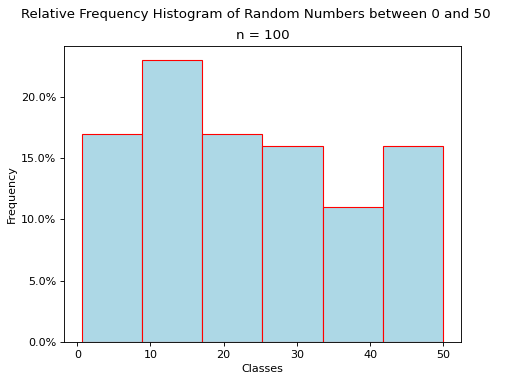 Relative Frequency Histogram of Random Numbers between 0 and 50
n = 100
20.0%
15.0%
10.0%
5.0%
0.0%
Frequency
0 10 20 30 40 50
Classes